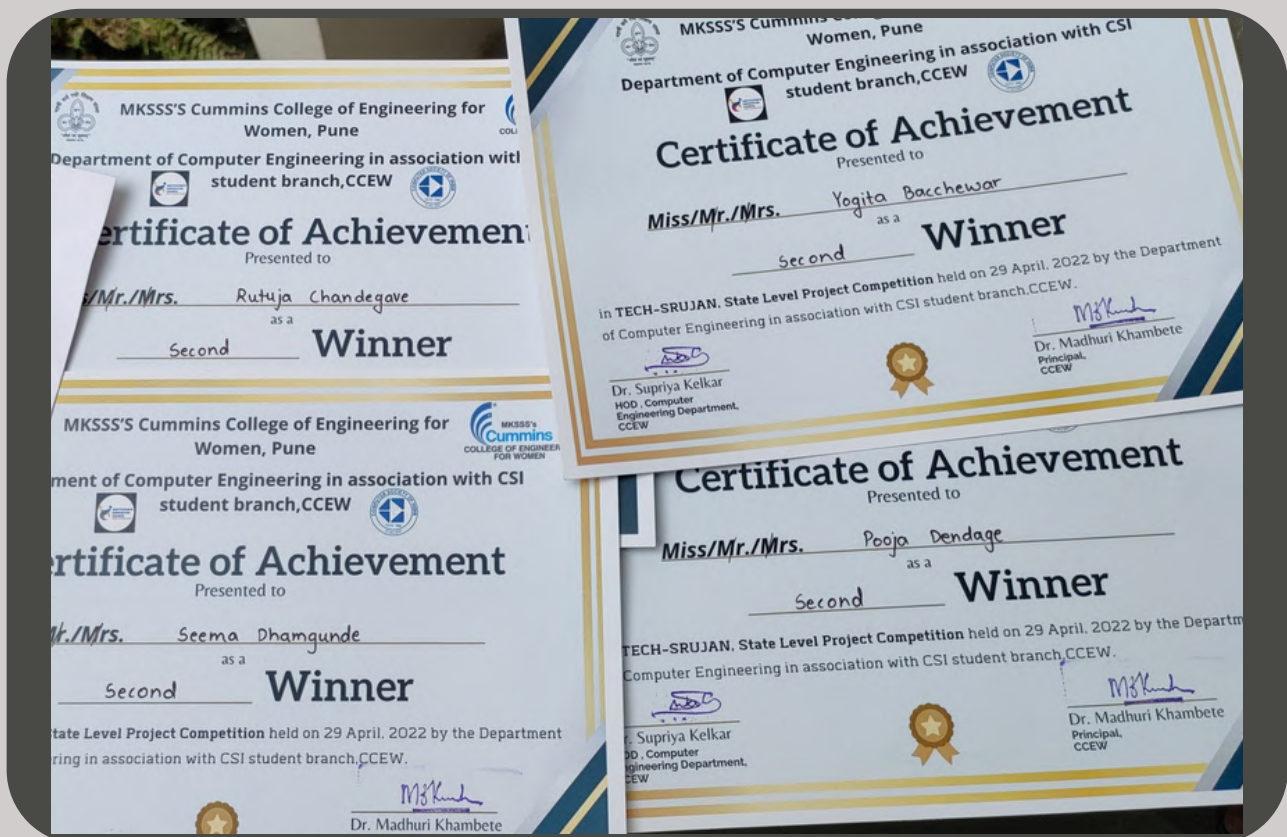 MKSSS'S Cummins College of Engineering for
Women, Pune
Department of Computer Engineering in association with
student branch,CCEW
ertificate of Achievemen
Presented to
/Mr./Mrs. Rutuja Chandegave
as a
Second Winner
MKSSS'S Cummins
Women, Pune
Department of Computer Engineering in association with CSI
student branch,CCEW
Certificate of Achievement
Presented to
Miss/Mr./Mrs. Yogita Bacchewar
as a
Second Winner
in TECH-SRUJAN, State Level Project Competition held on 29 April, 2022 by the Department
of Computer Engineering in association with CSI student branch,CCEW.
Dr. Supriya Kelkar
HOD , Computer
Engineering Department,
CCEW
Dr. Madhuri Khambete
Principal,
CCEW
MKSSS'S Cummins College of Engineering for
Women, Pune
MKSSS's
Cummins
COLLEGE OF ENGINEER
FOR WOMEN
ment of Computer Engineering in association with CSI
student branch,CCEW
ertificate of Achievement
Presented to
Mr./Mrs. Seema Dhamgunde
as a
Second Winner
tate Level Project Competition held on 29 April, 2022 by the Department
ring in association with CSI student branch,CCEW.
Dr. Madhuri Khambete
Certificate of Achievement
Presented to
Miss/Mr./Mrs. Pooja Dendage
as a
Second Winner
TECH-SRUJAN, State Level Project Competition held on 29 April, 2022 by the Departm
Computer Engineering in association with CSI student branch,CCEW.
. Supriya Kelkar
OD , Computer
gineering Department,
CEW
Dr. Madhuri Khambete
Principal,
CCEW